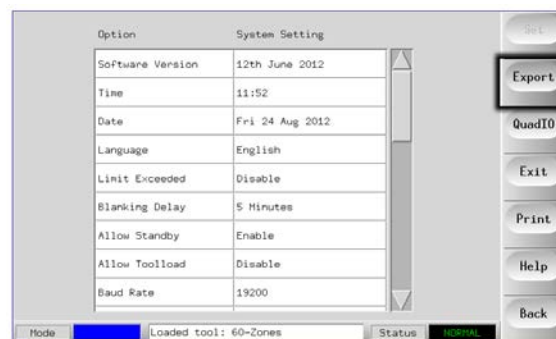 Option System Setting
Software Version 12th June 2012
Time 11:52
Date Fri 24 Aug 2012
Language English
Limit Exceeded Disable
Blanking Delay 5 Minutes
Allow Standby Enable
Allow Toolload Disable
Baud Rate 19200
Set
Export
QuadIO
Exit
Print
Help
Back
Mode Loaded tool: 60-Zones Status NORMAL